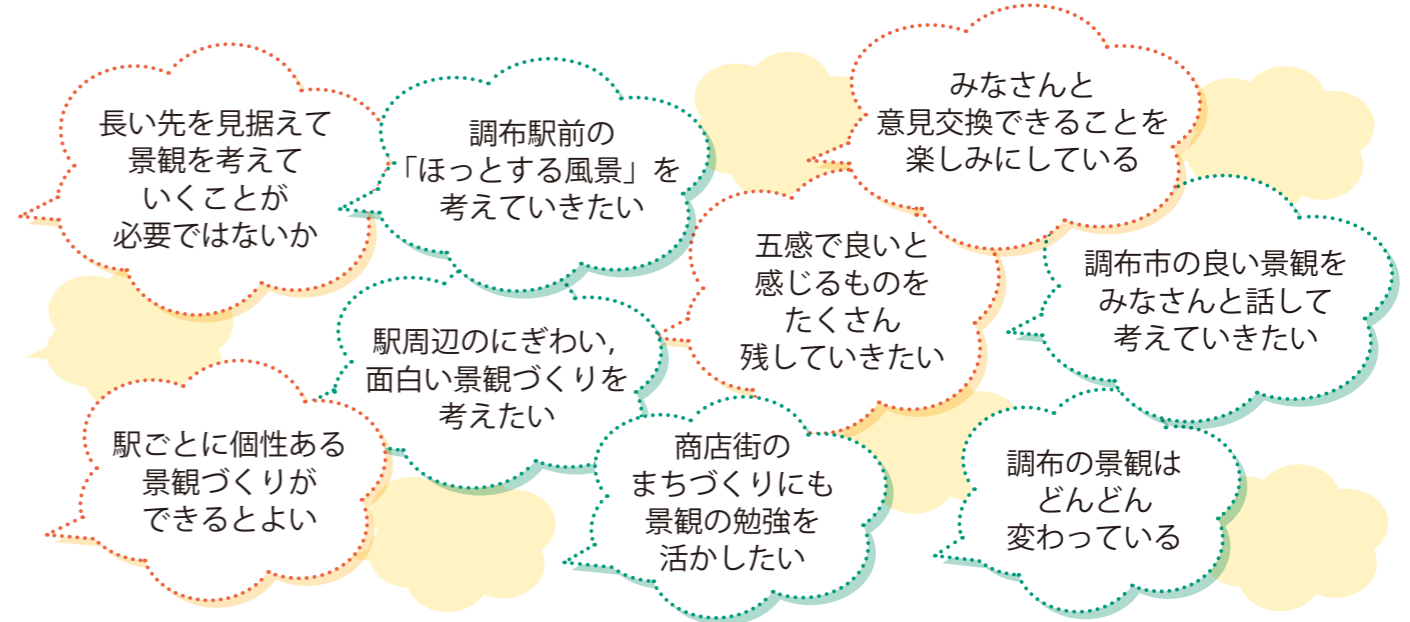 長い先を見据えて
景観を考えて
いくことが
必要ではないか
調布駅前の
「ほっとする風景」を
考えていきたい
みなさんと
意見交換できることを
楽しみにしている
五感で良いと
感じるものを
たくさん
残していきたい
調布市の良い景観を
みなさんと話して
考えていきたい
駅周辺のにぎわい,
面白い景観づくりを
考えたい
駅ごとに個性ある
景観づくりが
できるとよい
商店街の
まちづくりにも
景観の勉強を
活かしたい
調布の景観は
どんどん
変わっている